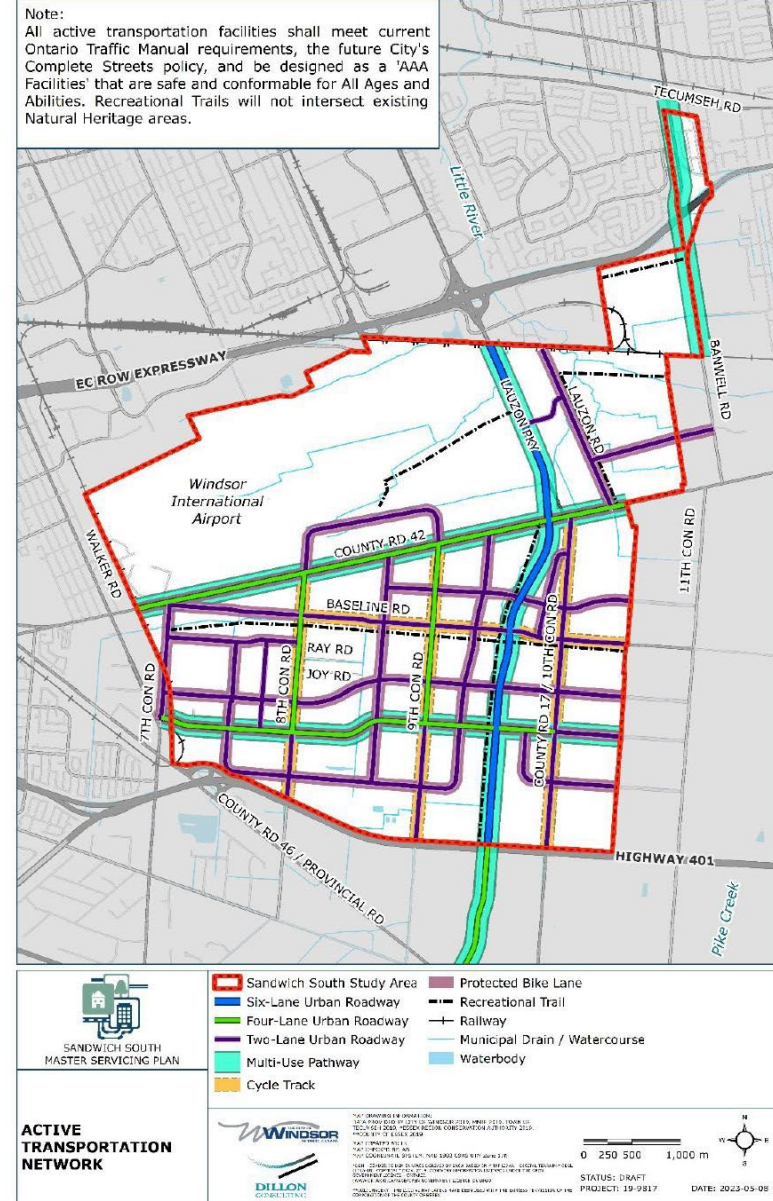 Note:
All active transportation facilities shall meet current
Ontario Traffic Manual requirements, the future City's
Complete Streets policy, and be designed as a 'AAA
Facilities' that are safe and conformable for All Ages and
Abilities. Recreational Trails will not intersect existing
Natural Heritage areas.
TECUMSEH RD
Little River
EC ROW EXPRESSWAY
LAUZON PKY
LAUZON RD
BANWELL RD
Windsor
International
Airport
WALKER RD
COUNTY RD 42
11TH CON RD
BASELINE RD
RAY RD
JOY RD
7TH CON RD
8TH CON RD
9TH CON RD
COUNTY RD 17 / 10TH CON RD
COUNTY RD 46 / PROVINCIAL RD
HIGHWAY 401
Pike Creek
SANDWICH SOUTH
MASTER SERVICING PLAN
Sandwich South Study Area
Six-Lane Urban Roadway
Four-Lane Urban Roadway
Two-Lane Urban Roadway
Multi-Use Pathway
Cycle Track
Protected Bike Lane
Recreational Trail
Railway
Municipal Drain / Watercourse
Waterbody
ACTIVE
TRANSPORTATION
NETWORK
WINDSOR
DILLON
CONSULTING
MAP DRAWING INFORMATION:
N
W E
S
0 250 500 1,000 m
STATUS: DRAFT
PROJECT: 19-9817
DATE: 2023-05-08